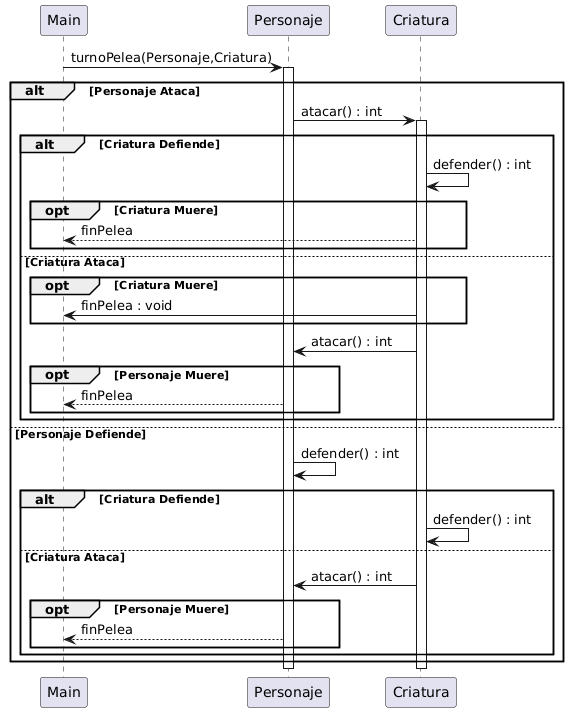 Main Personaje Criatura
turnoPelea(Personaje,Criatura)
alt [Personaje Ataca]
atacar() : int
alt [Criatura Defiende]
defender() : int
opt [Criatura Muere]
finPelea
[Criatura Ataca]
opt [Criatura Muere]
finPelea : void
atacar() : int
opt [Personaje Muere]
finPelea
[Personaje Defiende]
defender() : int
alt [Criatura Defiende]
defender() : int
[Criatura Ataca]
atacar() : int
opt [Personaje Muere]
finPelea
Main Personaje Criatura